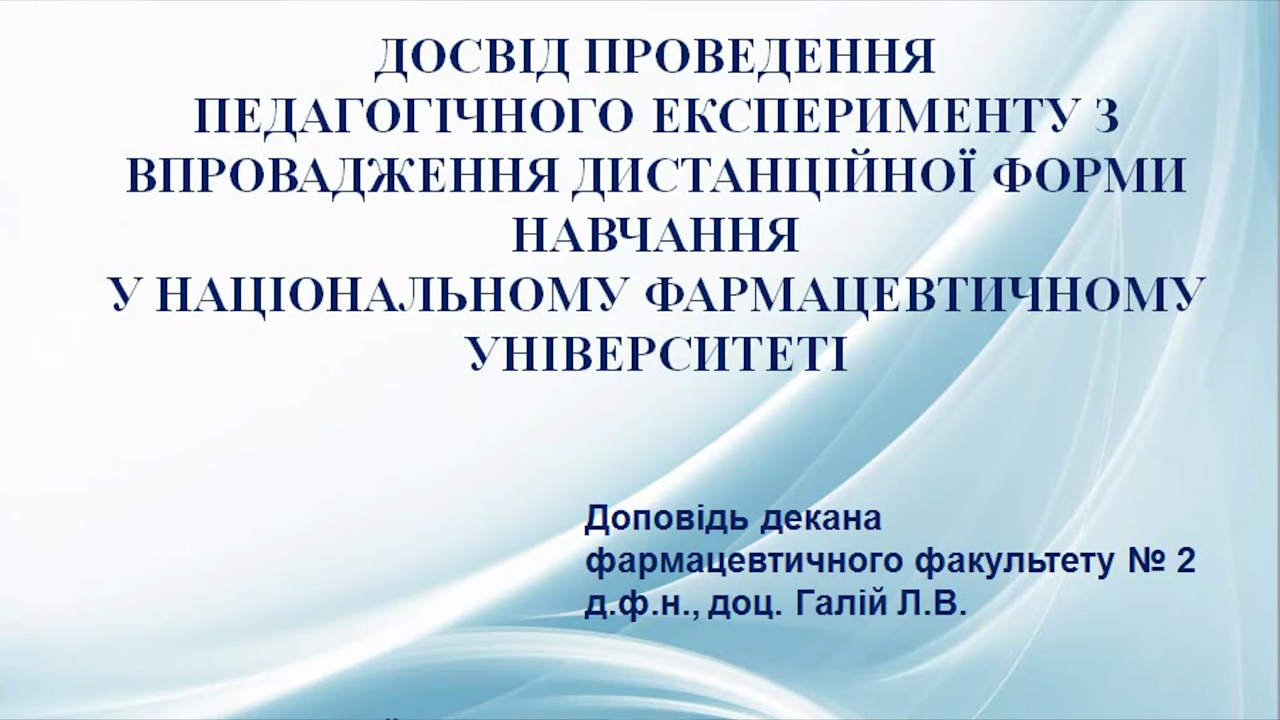 ДОСВІД ПРОВЕДЕННЯ
ПЕДАГОГІЧНОГО ЕКСПЕРИМЕНТУ З
ВПРОВАДЖЕННЯ ДИСТАНЦІЙНОЇ ФОРМИ
НАВЧАННЯ
У НАЦІОНАЛЬНОМУ ФАРМАЦЕВТИЧНОМУ
УНІВЕРСИТЕТІ
Доповідь декана
фармацевтичного факультету № 2
д.ф.н., доц. Галій Л.В.